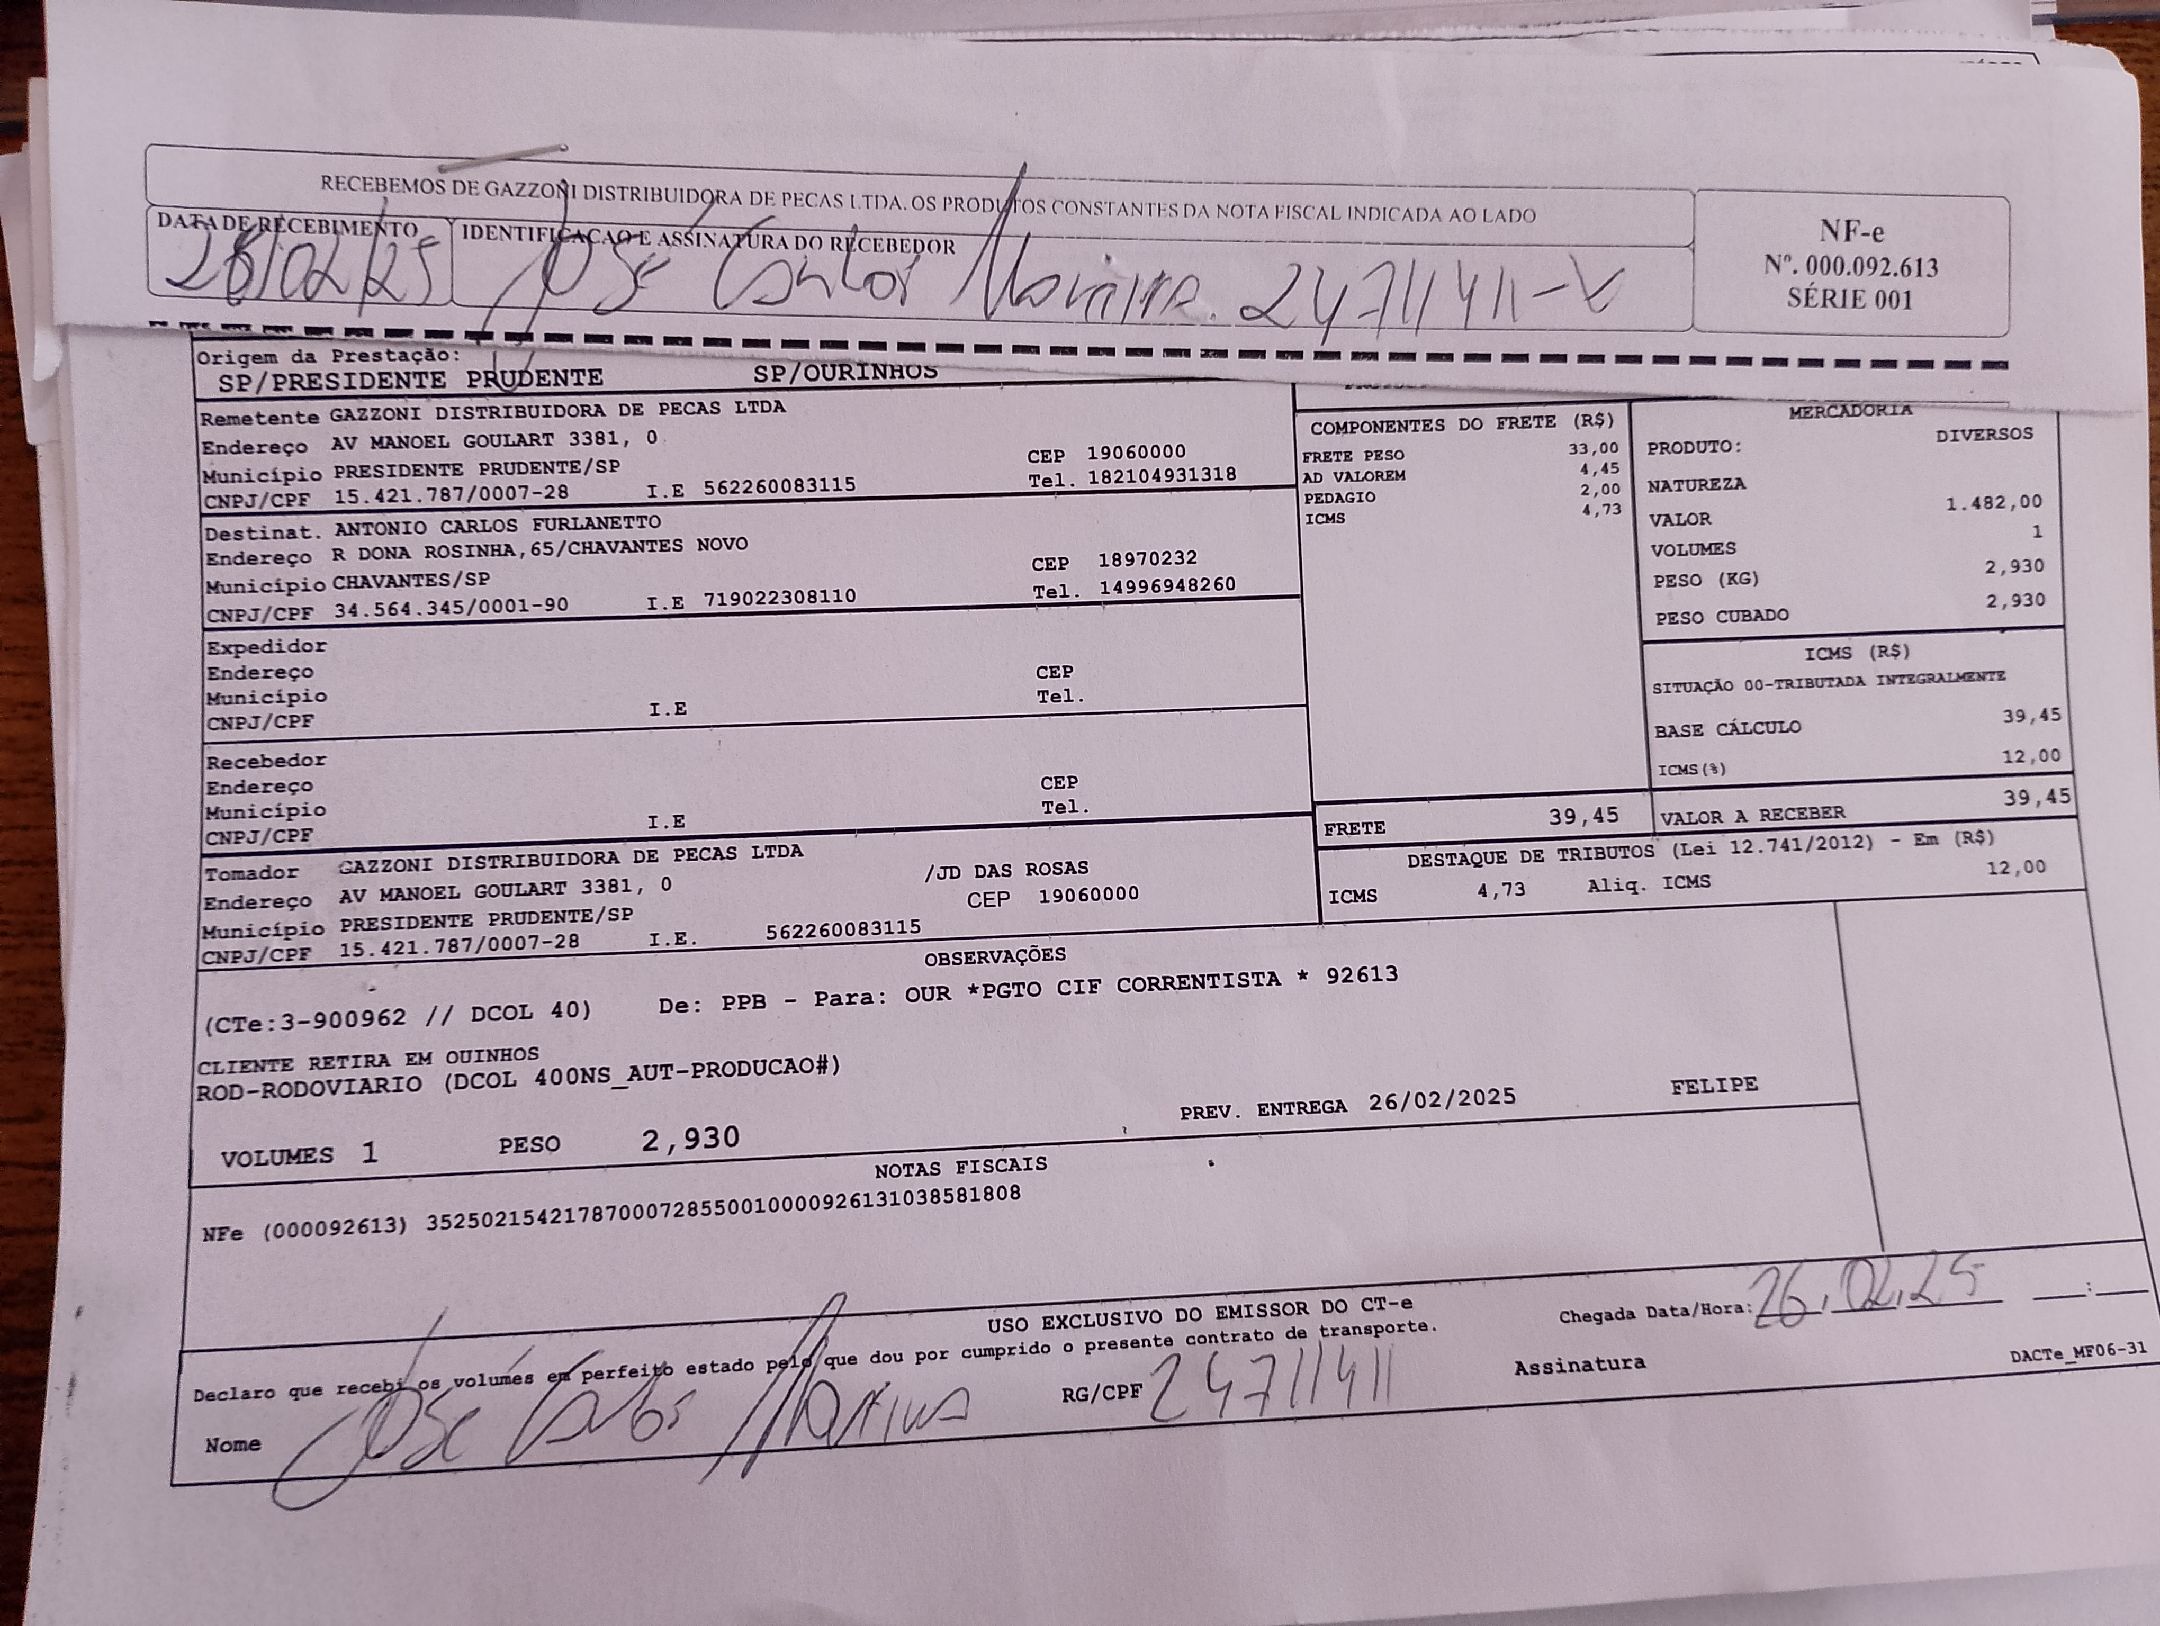 RECEBEMOS DE GAZZONI DISTRIBUIDORA DE PECAS LTDA. OS PRODUTOS CONSTANTES DA NOTA FISCAL INDICADA AO LADO
DATA DE RECEBIMENTO
26/02/25
IDENTIFICACAO E ASSINATURA DO RECEBEDOR
José Carlos 24711411-
NF-e
Nº. 000.092.613
SÉRIE 001
Origem da Prestação:
SP/PRESIDENTE PRUDENTE SP/OURINHOS
Remetente GAZZONI DISTRIBUIDORA DE PECAS LTDA
Endereço AV MANOEL GOULART 3381, 0
Município PRESIDENTE PRUDENTE/SP CEP 19060000
CNPJ/CPF 15.421.787/0007-28 I.E 562260083115 Tel. 182104931318
Destinat. ANTONIO CARLOS FURLANETTO
Endereço R DONA ROSINHA,65/CHAVANTES NOVO
Município CHAVANTES/SP CEP 18970232
CNPJ/CPF 34.564.345/0001-90 I.E 719022308110 Tel. 14996948260
Expedidor
Endereço CEP
Município Tel.
CNPJ/CPF I.E
Recebedor
Endereço CEP
Município Tel.
CNPJ/CPF I.E
Tomador GAZZONI DISTRIBUIDORA DE PECAS LTDA
Endereço AV MANOEL GOULART 3381, 0 /JD DAS ROSAS
Município PRESIDENTE PRUDENTE/SP CEP 19060000
CNPJ/CPF 15.421.787/0007-28 I.E. 562260083115
COMPONENTES DO FRETE (R$)
FRETE PESO 33,00
AD VALOREM 4,45
PEDAGIO 2,00
ICMS 4,73
MERCADORIA
PRODUTO: DIVERSOS
NATUREZA
VALOR 1.482,00
VOLUMES 1
PESO (KG) 2,930
PESO CUBADO 2,930
ICMS (R$)
SITUAÇÃO 00-TRIBUTADA INTEGRALMENTE
BASE CÁLCULO 39,45
ICMS(%) 12,00
FRETE 39,45 VALOR A RECEBER 39,45
DESTAQUE DE TRIBUTOS (Lei 12.741/2012) - Em (R$)
ICMS 4,73 Aliq. ICMS 12,00
OBSERVAÇÕES
(CTe:3-900962 // DCOL 40) De: PPB - Para: OUR *PGTO CIF CORRENTISTA * 92613
CLIENTE RETIRA EM OUINHOS
ROD-RODOVIARIO (DCOL 400NS_AUT-PRODUCAO#)
PREV. ENTREGA 26/02/2025 FELIPE
VOLUMES 1 PESO 2,930
NOTAS FISCAIS
NFe (000092613) 35250215421787000728550010000926131038581808
USO EXCLUSIVO DO EMISSOR DO CT-e
Chegada Data/Hora: 26.02.25 __:__
Declaro que recebi os volumes em perfeito estado pelo que dou por cumprido o presente contrato de transporte.
Nome José Carlos RG/CPF 24711411 Assinatura
DACTe_MF06-31